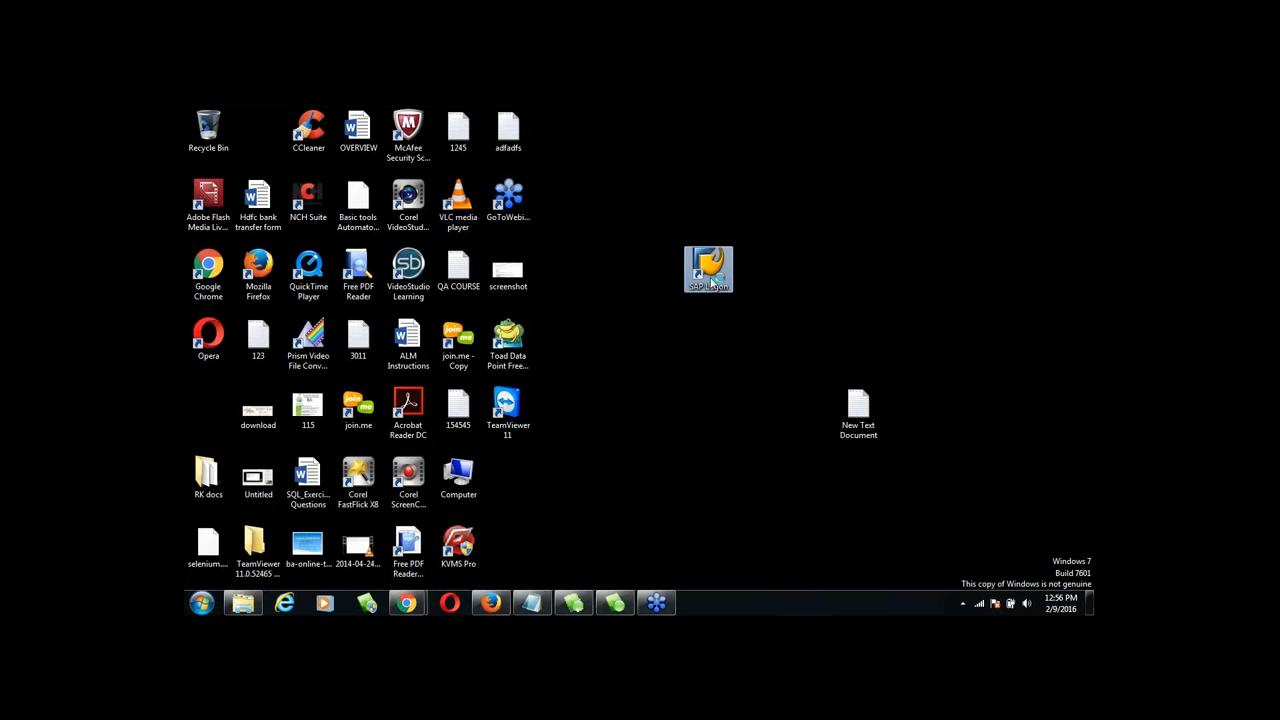 Recycle Bin
CCleaner
OVERVIEW
McAfee
Security Sc...
1245
adfadfs
Adobe Flash
Media Liv...
Hdfc bank
transfer form
NCH Suite
Basic tools
Automato...
Corel
VideoStud...
VLC media
player
GoToWebi...
Google
Chrome
Mozilla
Firefox
QuickTime
Player
Free PDF
Reader
VideoStudio
Learning
QA COURSE
screenshot
SAP Logon
Opera
123
Prism Video
File Conv...
3011
ALM
Instructions
join.me -
Copy
Toad Data
Point Free...
download
115
join.me
Acrobat
Reader DC
154545
TeamViewer
11
New Text
Document
RK docs
Untitled
SQL_Exerci...
Questions
Corel
FastFlick X8
Corel
ScreenC...
Computer
selenium....
TeamViewer
11.0.52465 ...
ba-online-t...
2014-04-24...
Free PDF
Reader...
KVMS Pro
Windows 7
Build 7601
This copy of Windows is not genuine
12:56 PM
2/9/2016